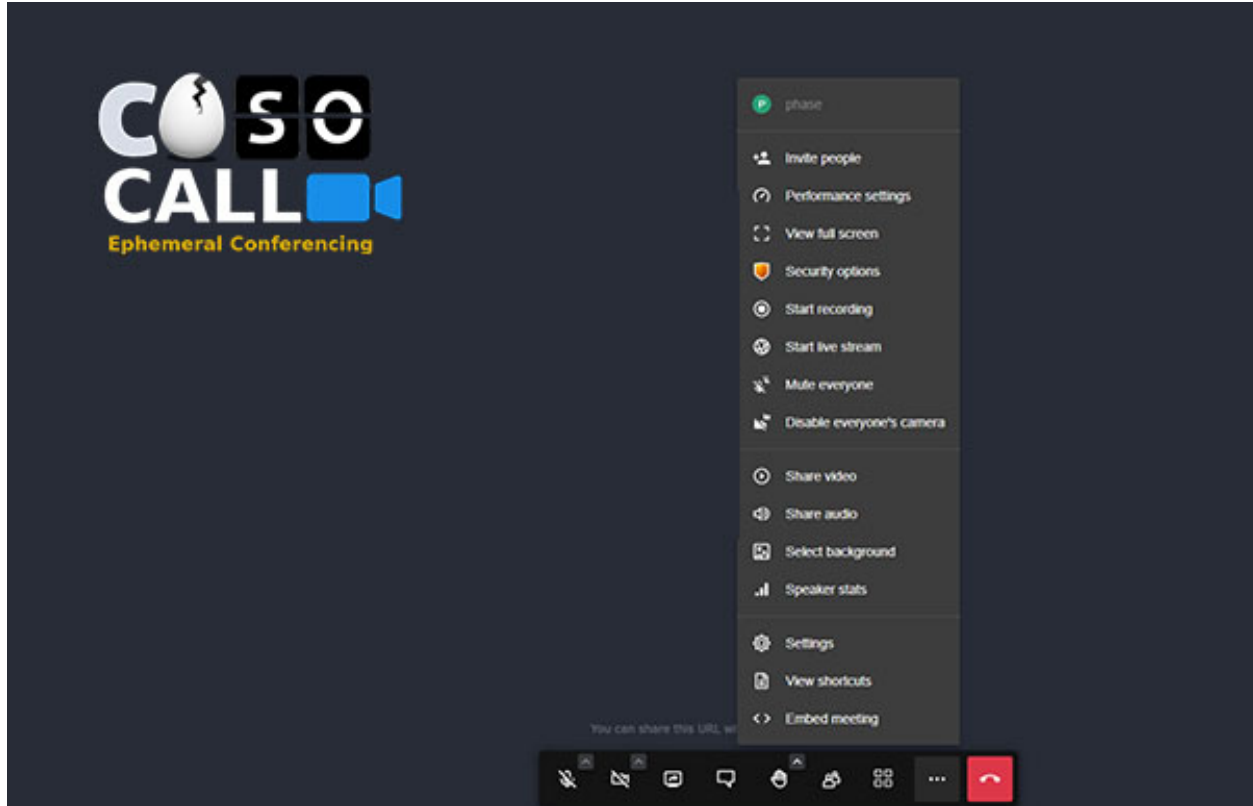 COSO
CALL
Ephemeral Conferencing
P phase
Invite people
Performance settings
View full screen
Security options
Start recording
Start live stream
Mute everyone
Disable everyone's camera
Share video
Share audio
Select background
Speaker stats
Settings
View shortcuts
Embed meeting
You can share this URL wi